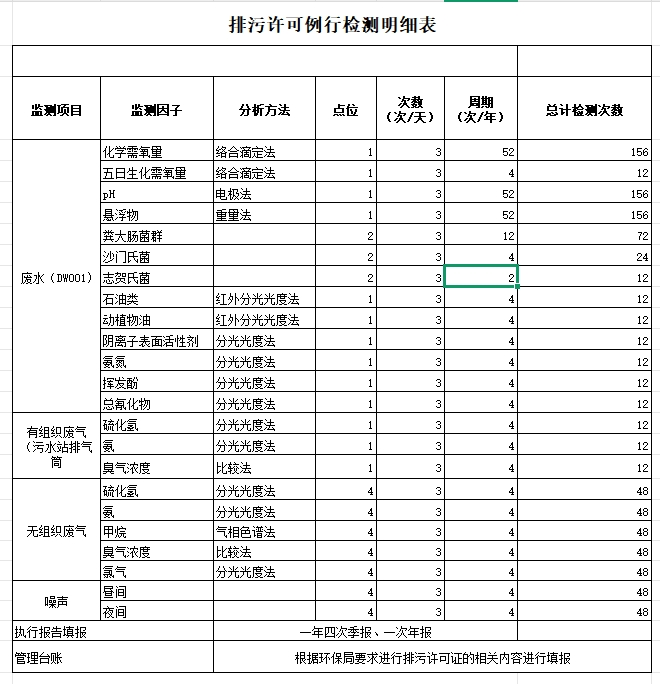 排污许可例行检测明细表
监测项目 监测因子 分析方法 点位 次数（次/天） 周期（次/年） 总计检测次数
废水（DW001）
化学需氧量 络合滴定法 1 3 52 156
五日生化需氧量 络合滴定法 1 3 4 12
pH 电极法 1 3 52 156
悬浮物 重量法 1 3 52 156
粪大肠菌群 2 3 12 72
沙门氏菌 2 3 4 24
志贺氏菌 2 3 2 12
石油类 红外分光光度法 1 3 4 12
动植物油 红外分光光度法 1 3 4 12
阴离子表面活性剂 分光光度法 1 3 4 12
氨氮 分光光度法 1 3 4 12
挥发酚 分光光度法 1 3 4 12
总氰化物 分光光度法 1 3 4 12
有组织废气（污水站排气筒
硫化氢 分光光度法 1 3 4 12
氨 分光光度法 1 3 4 12
臭气浓度 比较法 1 3 4 12
无组织废气
硫化氢 分光光度法 4 3 4 48
氨 分光光度法 4 3 4 48
甲烷 气相色谱法 4 3 4 48
臭气浓度 比较法 4 3 4 48
氯气 分光光度法 4 3 4 48
噪声
昼间 4 3 4 48
夜间 4 3 4 48
执行报告填报 一年四次季报、一次年报
管理台账 根据环保局要求进行排污许可证的相关内容进行填报